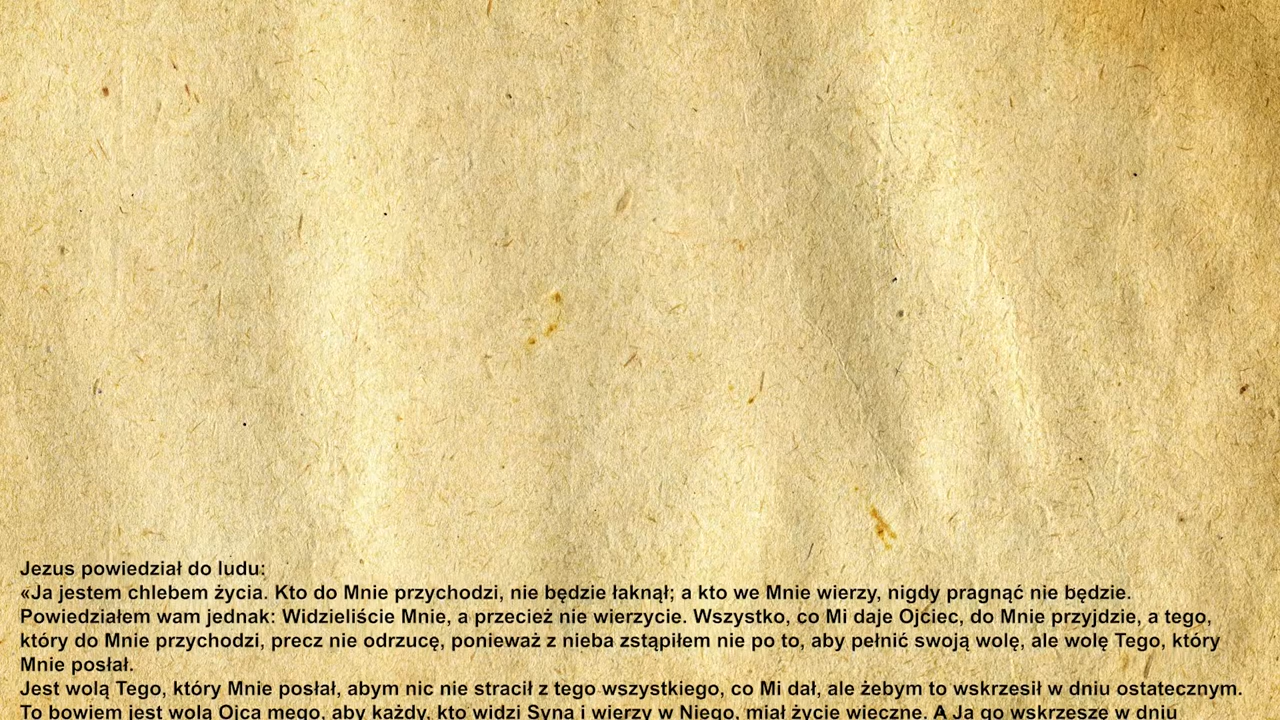 Jezus powiedział do ludu:
«Ja jestem chlebem życia. Kto do Mnie przychodzi, nie będzie łaknął; a kto we Mnie wierzy, nigdy pragnąć nie będzie.
Powiedziałem wam jednak: Widzieliście Mnie, a przecież nie wierzycie. Wszystko, co Mi daje Ojciec, do Mnie przyjdzie, a tego,
który do Mnie przychodzi, precz nie odrzucę, ponieważ z nieba zstąpiłem nie po to, aby pełnić swoją wolę, ale wolę Tego, który
Mnie posłał.
Jest wolą Tego, który Mnie posłał, abym nic nie stracił z tego wszystkiego, co Mi dał, ale żebym to wskrzesił w dniu ostatecznym.
To bowiem jest wolą Ojca mego, aby każdy, kto widzi Syna i wierzy w Niego, miał życie wieczne. A Ja go wskrzeszę w dniu